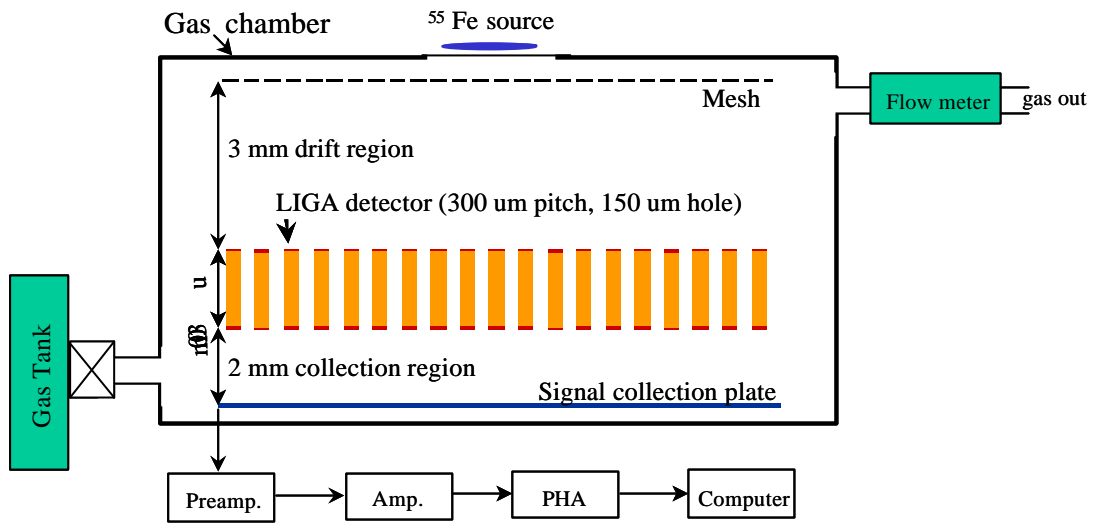 Gas chamber
⁵⁵ Fe source
Mesh
Flow meter
gas out
3 mm drift region
LIGA detector (300 um pitch, 150 um hole)
2 mm collection region
Signal collection plate
Gas Tank
Preamp.
Amp.
PHA
Computer